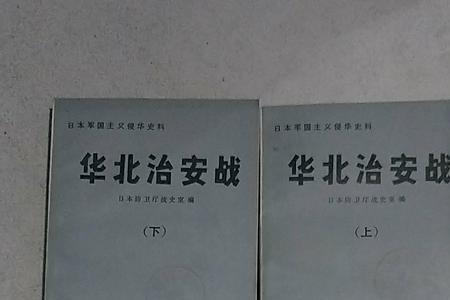 日本军国主义侵华史料
华北治安战
日本防卫厅战史室 编
（下）
日本军国主义侵华史料
华北治安战
日本防卫厅战史室 编
（上）